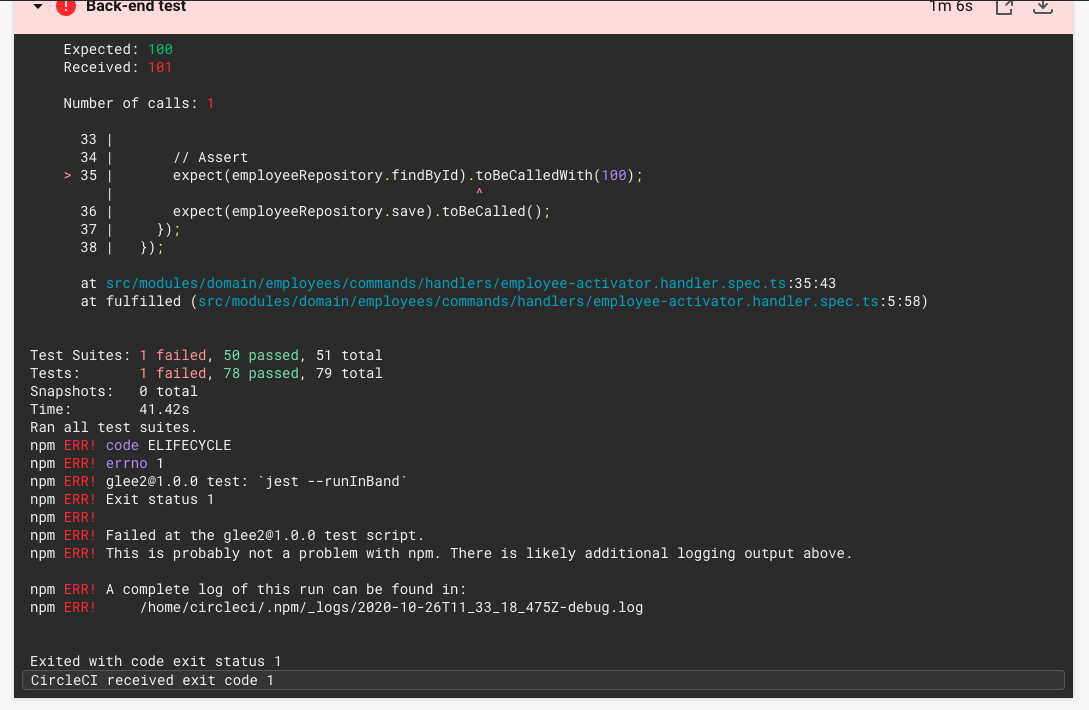 Back-end test 1m 6s
Expected: 100
Received: 101
Number of calls: 1
33 |
34 | // Assert
> 35 | expect(employeeRepository.findById).toBeCalledWith(100);
| ^
36 | expect(employeeRepository.save).toBeCalled();
37 | });
38 | });
at src/modules/domain/employees/commands/handlers/employee-activator.handler.spec.ts:35:43
at fulfilled (src/modules/domain/employees/commands/handlers/employee-activator.handler.spec.ts:5:58)
Test Suites: 1 failed, 50 passed, 51 total
Tests: 1 failed, 78 passed, 79 total
Snapshots: 0 total
Time: 41.42s
Ran all test suites.
npm ERR! code ELIFECYCLE
npm ERR! errno 1
npm ERR! glee2@1.0.0 test: `jest --runInBand`
npm ERR! Exit status 1
npm ERR!
npm ERR! Failed at the glee2@1.0.0 test script.
npm ERR! This is probably not a problem with npm. There is likely additional logging output above.
npm ERR! A complete log of this run can be found in:
npm ERR! /home/circleci/.npm/_logs/2020-10-26T11_33_18_475Z-debug.log
Exited with code exit status 1
CircleCI received exit code 1